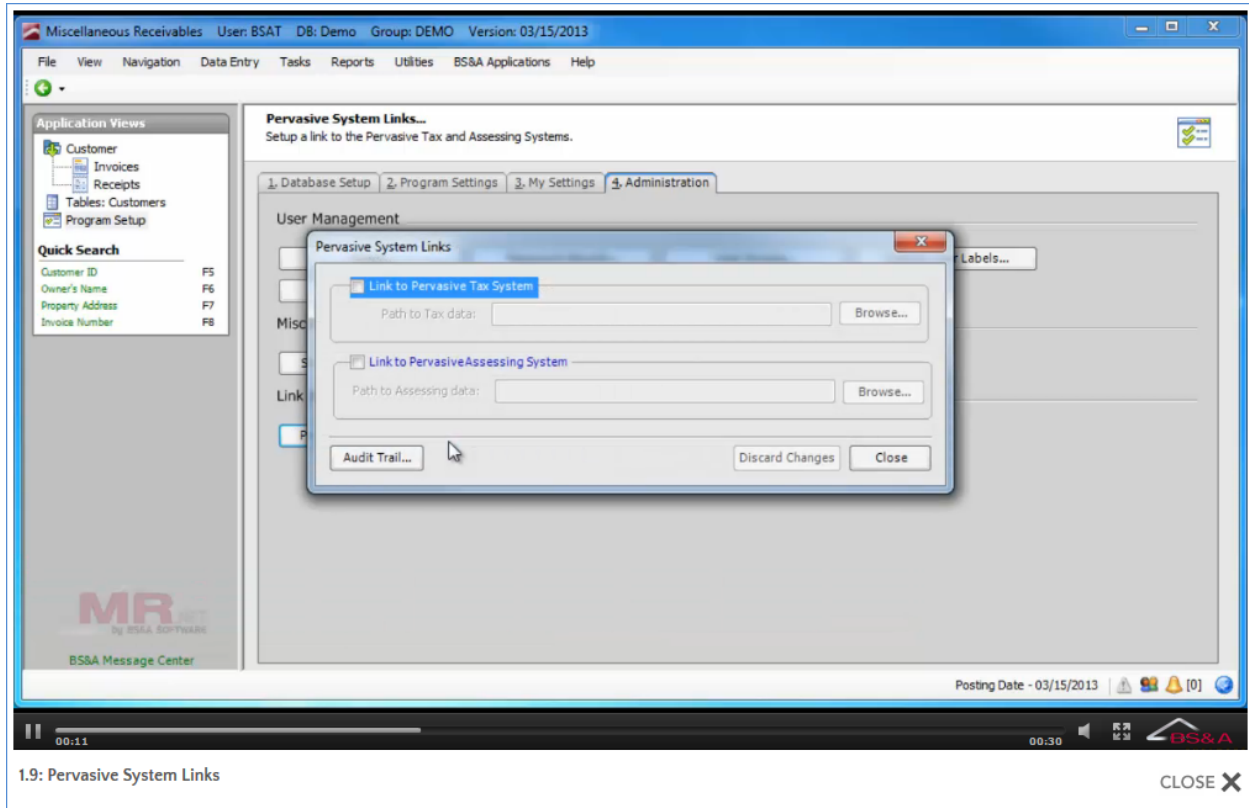 Miscellaneous Receivables User: BSAT DB: Demo Group: DEMO Version: 03/15/2013
File View Navigation Data Entry Tasks Reports Utilities BS&A Applications Help
Application Views
Customer
Invoices
Receipts
Tables: Customers
Program Setup
Quick Search
Customer ID F5
Owner's Name F6
Property Address F7
Invoice Number F8
MR.NET
by BS&A SOFTWARE
BS&A Message Center
Pervasive System Links...
Setup a link to the Pervasive Tax and Assessing Systems.
1. Database Setup 2. Program Settings 3. My Settings 4. Administration
User Management
r Labels...
Misc
S
Link
P
Pervasive System Links
Link to Pervasive Tax System
Path to Tax data: Browse...
Link to Pervasive Assessing System
Path to Assessing data: Browse...
Audit Trail... Discard Changes Close
Posting Date - 03/15/2013 [0]
00:11 00:30 BS&A
1.9: Pervasive System Links
CLOSE